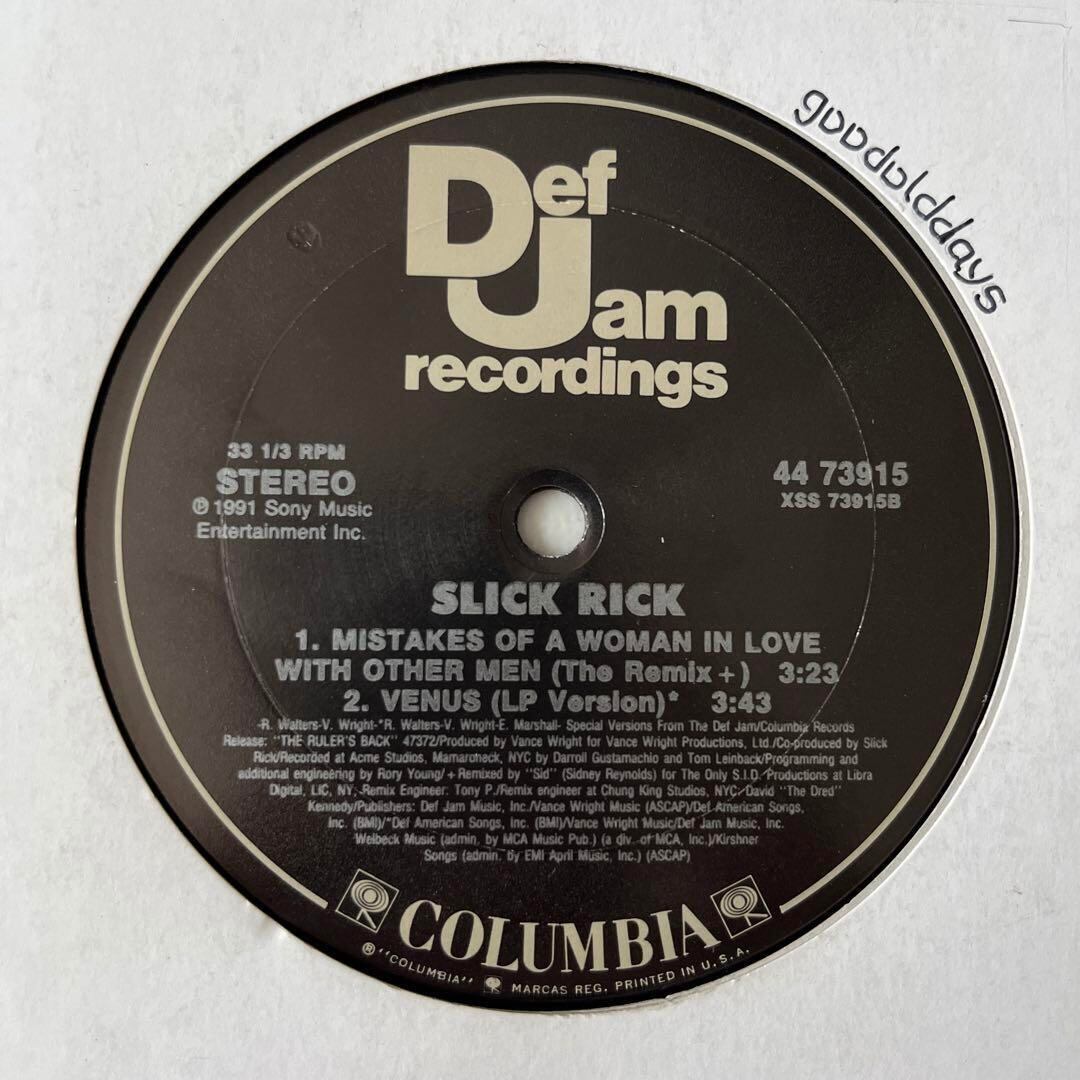 goodolddays
Def
Jam
recordings
33 1/3 RPM
STEREO
℗ 1991 Sony Music
Entertainment Inc.
44 73915
XSS 73915B
SLICK RICK
1. MISTAKES OF A WOMAN IN LOVE
WITH OTHER MEN (The Remix +) 3:23
2. VENUS (LP Version)* 3:43
-R. Walters-V. Wright-*R. Walters-V. Wright-E. Marshall- Special Versions From The Def Jam/Columbia Records
Release: "THE RULER'S BACK" 47372/Produced by Vance Wright for Vance Wright Productions, Ltd./Co-produced by Slick
Rick/Recorded at Acme Studios, Mamaroneck, NYC by Darroll Gustamachio and Tom Leinback/Programming and
additional engineering by Rory Young/+ Remixed by "Sid" (Sidney Reynolds) for The Only S.I.D. Productions at Libra
Digital, LIC, NY,-Remix Engineer: Tony P./Remix engineer at Chung King Studios, NYC-David "The Dred"
Kennedy/Publishers: Def Jam Music, Inc./Vance Wright Music (ASCAP)/Def American Songs,
Inc. (BMI)/*Def American Songs, Inc. (BMI)/Vance Wright Music/Def Jam Music, Inc.
Welbeck Music (admin. by MCA Music Pub.) (a div. of MCA, Inc.)/Kirshner
Songs (admin. by EMI April Music, Inc.) (ASCAP)
COLUMBIA
® "COLUMBIA" MARCAS REG. PRINTED IN U.S.A.